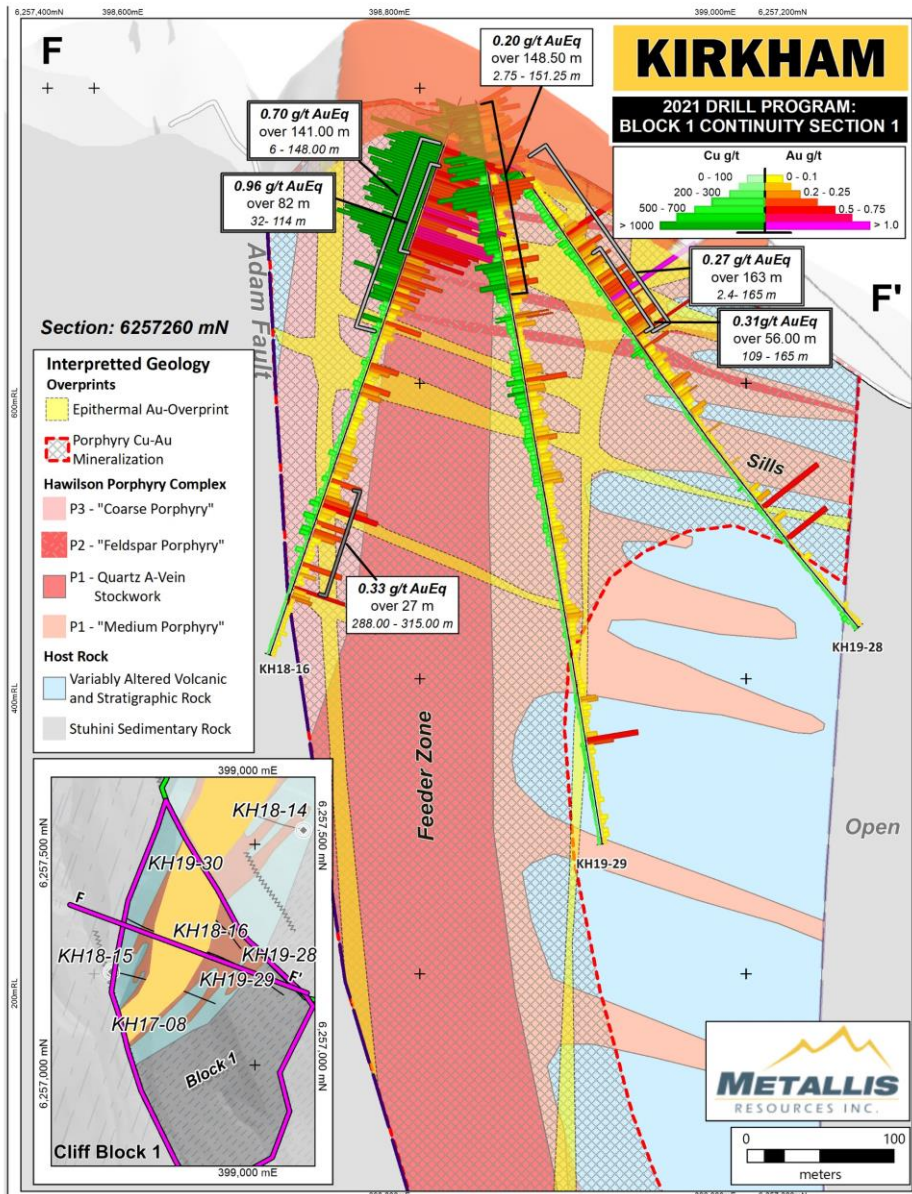 6,257,400 mN
398,600mE
398,800 mE
399,000 mE
6,257,200 mN
F
KIRKHAM
2021 DRILL PROGRAM:
BLOCK 1 CONTINUITY SECTION 1
Cu g/t
Au g/t
0 - 100
0 - 0.1
200 - 300
0.2 - 0.25
500 - 700
0.5 - 0.75
> 1000
> 1.0
0.20 g/t AuEq
over 148.50 m
2.75 - 151.25 m
0.70 g/t AuEq
over 141.00 m
6 - 148.00 m
0.96 g/t AuEq
over 82 m
32- 114 m
0.27 g/t AuEq
over 163 m
2.4- 165 m
0.31g/t AuEq
over 56.00 m
109 - 165 m
F'
Adam Fault
Section: 6257260 mN
600mRL
400mRL
200mRL
Interpretted Geology
Overprints
Epithermal Au-Overprint
Porphyry Cu-Au
Mineralization
Hawilson Porphyry Complex
P3 - "Coarse Porphyry"
P2 - "Feldspar Porphyry"
P1 - Quartz A-Vein
Stockwork
P1 - "Medium Porphyry"
Host Rock
Variably Altered Volcanic
and Stratigraphic Rock
Stuhini Sedimentary Rock
Sills
0.33 g/t AuEq
over 27 m
288.00 - 315.00 m
KH18-16
KH19-28
KH19-29
Feeder Zone
Open
399,000 mE
6,257,500 mN
6,257,500 mN
KH18-14
KH19-30
F
KH18-16
KH18-15
KH19-28
KH19-29
F'
KH17-08
Block 1
6,257,000 mN
6,257,000 mN
Cliff Block 1
399,000 mE
METALLIS
RESOURCES INC.
0
100
meters